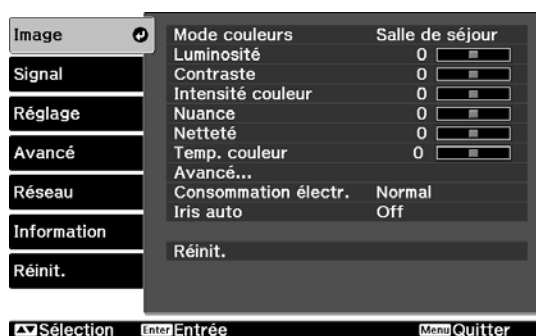 Image
Signal
Réglage
Avancé
Réseau
Information
Réinit.
Mode couleurs Salle de séjour
Luminosité 0
Contraste 0
Intensité couleur 0
Nuance 0
Netteté 0
Temp. couleur 0
Avancé...
Consommation électr. Normal
Iris auto Off
Réinit.
Sélection Enter Entrée Menu Quitter